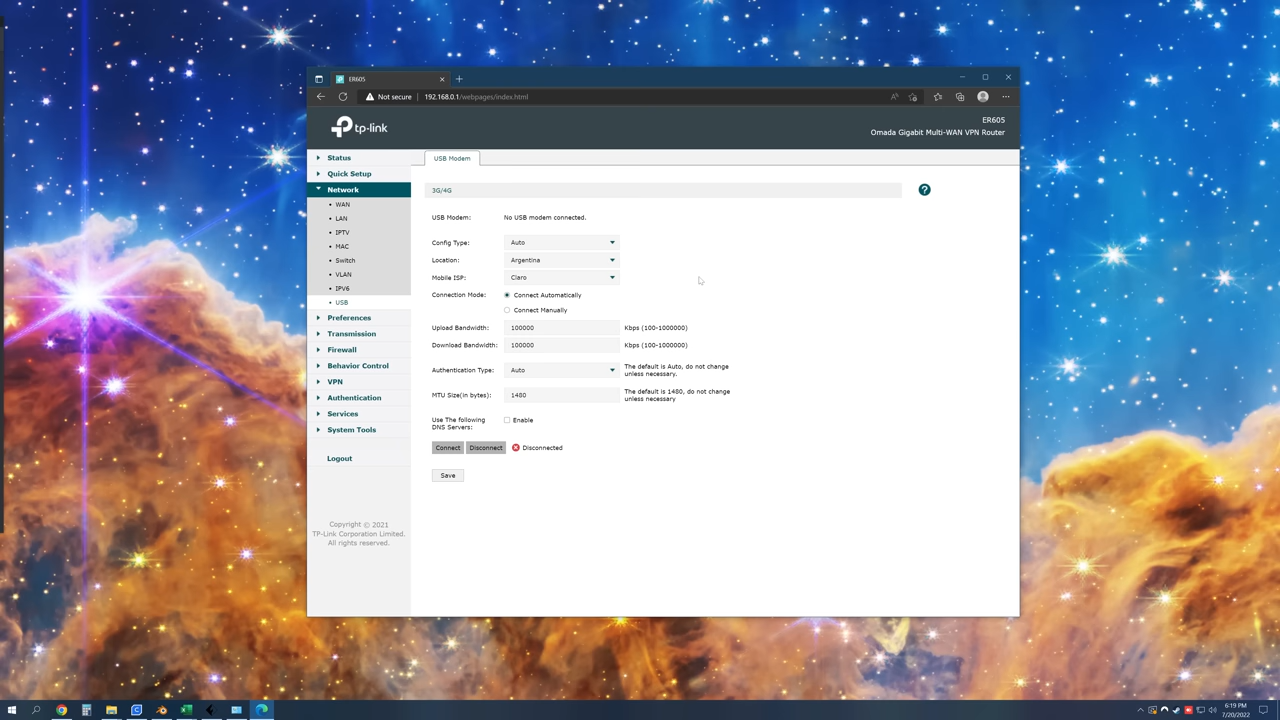 ER605
Not secure | 192.168.0.1/webpages/index.html
tp-link
ER605
Omada Gigabit Multi-WAN VPN Router
Status
Quick Setup
Network
WAN
LAN
IPTV
MAC
Switch
VLAN
IPV6
USB
Preferences
Transmission
Firewall
Behavior Control
VPN
Authentication
Services
System Tools
Logout
Copyright © 2021
TP-Link Corporation Limited.
All rights reserved.
USB Modem
3G/4G
?
USB Modem: No USB modem connected.
Config Type: Auto
Location: Argentina
Mobile ISP: Claro
Connection Mode: Connect Automatically
Connect Manually
Upload Bandwidth: 100000 Kbps (100-1000000)
Download Bandwidth: 100000 Kbps (100-1000000)
Authentication Type: Auto The default is Auto, do not change
unless necessary.
MTU Size(in bytes): 1480 The default is 1480, do not change
unless necessary
Use The following
DNS Servers: Enable
Connect Disconnect Disconnected
Save
6:19 PM
7/20/2022